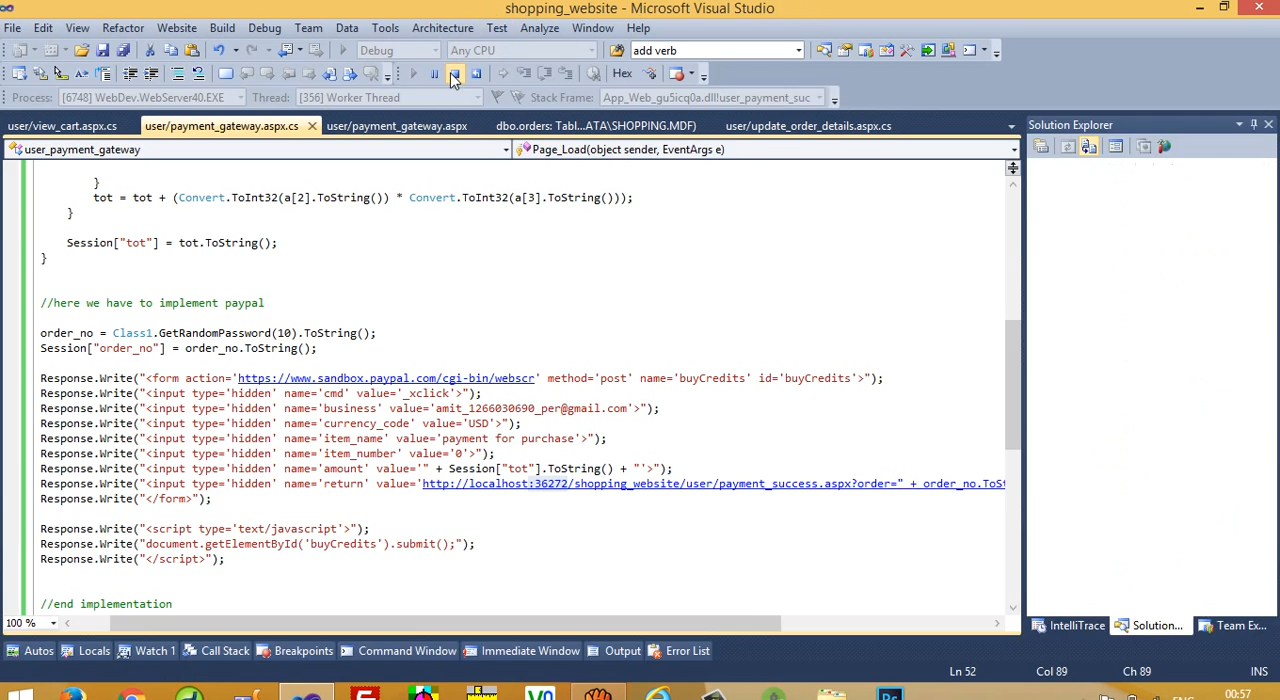 shopping_website - Microsoft Visual Studio
File Edit View Refactor Website Build Debug Team Data Tools Architecture Test Analyze Window Help
Debug Any CPU add verb
Hex
Process: [6748] WebDev.WebServer40.EXE Thread: [356] Worker Thread Stack Frame: App_Web_gu5icq0a.dll!user_payment_suc
user/view_cart.aspx.cs user/payment_gateway.aspx.cs user/payment_gateway.aspx dbo.orders: Tabl...ATA\SHOPPING.MDF) user/update_order_details.aspx.cs Solution Explorer
user_payment_gateway Page_Load(object sender, EventArgs e)
}
tot = tot + (Convert.ToInt32(a[2].ToString()) * Convert.ToInt32(a[3].ToString()));
}
Session["tot"] = tot.ToString();
}
//here we have to implement paypal
order_no = Class1.GetRandomPassword(10).ToString();
Session["order_no"] = order_no.ToString();
Response.Write("<form action='https://www.sandbox.paypal.com/cgi-bin/webscr' method='post' name='buyCredits' id='buyCredits'>");
Response.Write("<input type='hidden' name='cmd' value='_xclick'>");
Response.Write("<input type='hidden' name='business' value='amit_1266030690_per@gmail.com'>");
Response.Write("<input type='hidden' name='currency_code' value='USD'>");
Response.Write("<input type='hidden' name='item_name' value='payment for purchase'>");
Response.Write("<input type='hidden' name='item_number' value='0'>");
Response.Write("<input type='hidden' name='amount' value='" + Session["tot"].ToString() + "'>");
Response.Write("<input type='hidden' name='return' value='http://localhost:36272/shopping_website/user/payment_success.aspx?order=" + order_no.ToSt
Response.Write("</form>");
Response.Write("<script type='text/javascript'>");
Response.Write("document.getElementById('buyCredits').submit();");
Response.Write("</script>");
//end implementation
100 %
IntelliTrace Solution... Team Ex...
Autos Locals Watch 1 Call Stack Breakpoints Command Window Immediate Window Output Error List
Ln 52 Col 89 Ch 89 INS
00:57